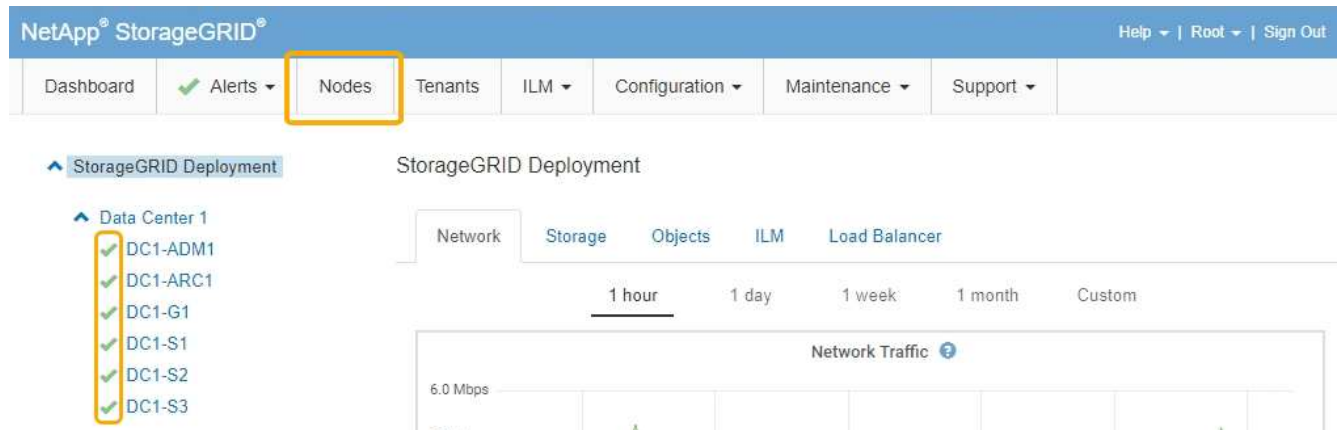 NetApp® StorageGRID®
Help | Root | Sign Out
Dashboard Alerts Nodes Tenants ILM Configuration Maintenance Support
StorageGRID Deployment
Data Center 1
DC1-ADM1
DC1-ARC1
DC1-G1
DC1-S1
DC1-S2
DC1-S3
StorageGRID Deployment
Network Storage Objects ILM Load Balancer
1 hour 1 day 1 week 1 month Custom
Network Traffic ?
6.0 Mbps